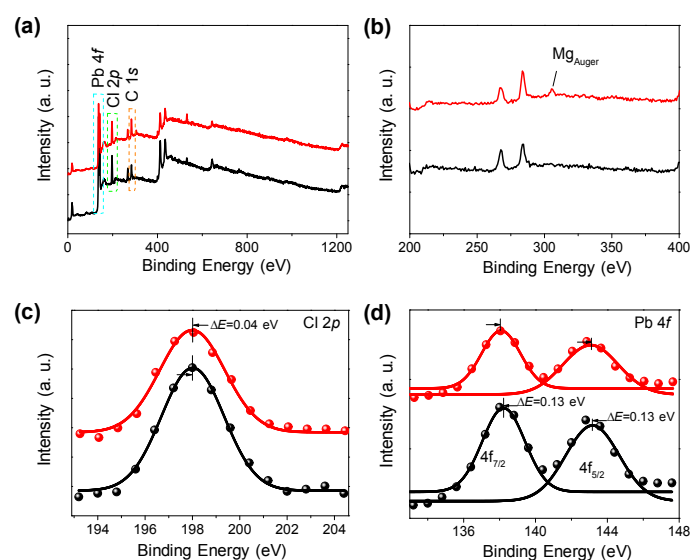 (a)
Pb 4f
Cl 2p
C 1s
Intensity (a. u.)
0 400 800 1200
Binding Energy (eV)
(b)
Mg Auger
Intensity (a. u.)
200 250 300 350 400
Binding Energy (eV)
(c)
ΔE=0.04 eV
Cl 2p
Intensity (a. u.)
194 196 198 200 202 204
Binding Energy (eV)
(d)
Pb 4f
ΔE=0.13 eV
ΔE=0.13 eV
4f7/2
4f5/2
Intensity (a. u.)
136 140 144 148
Binding Energy (eV)